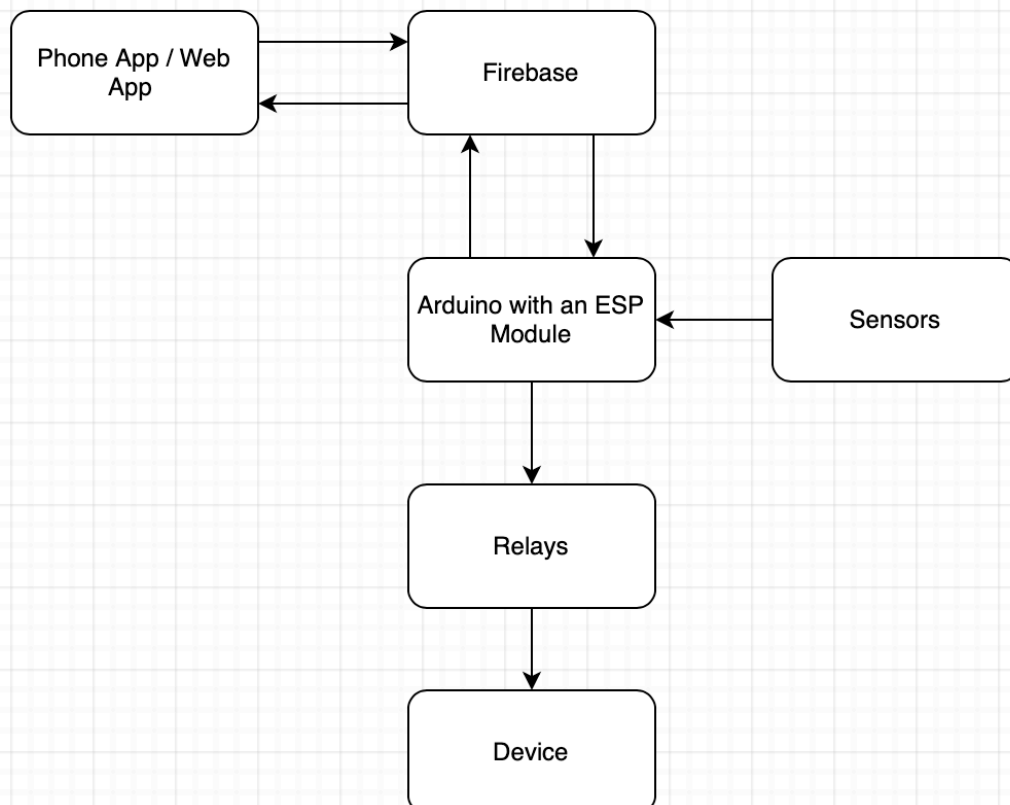 Phone App / Web
App
Firebase
Arduino with an ESP
Module
Sensors
Relays
Device